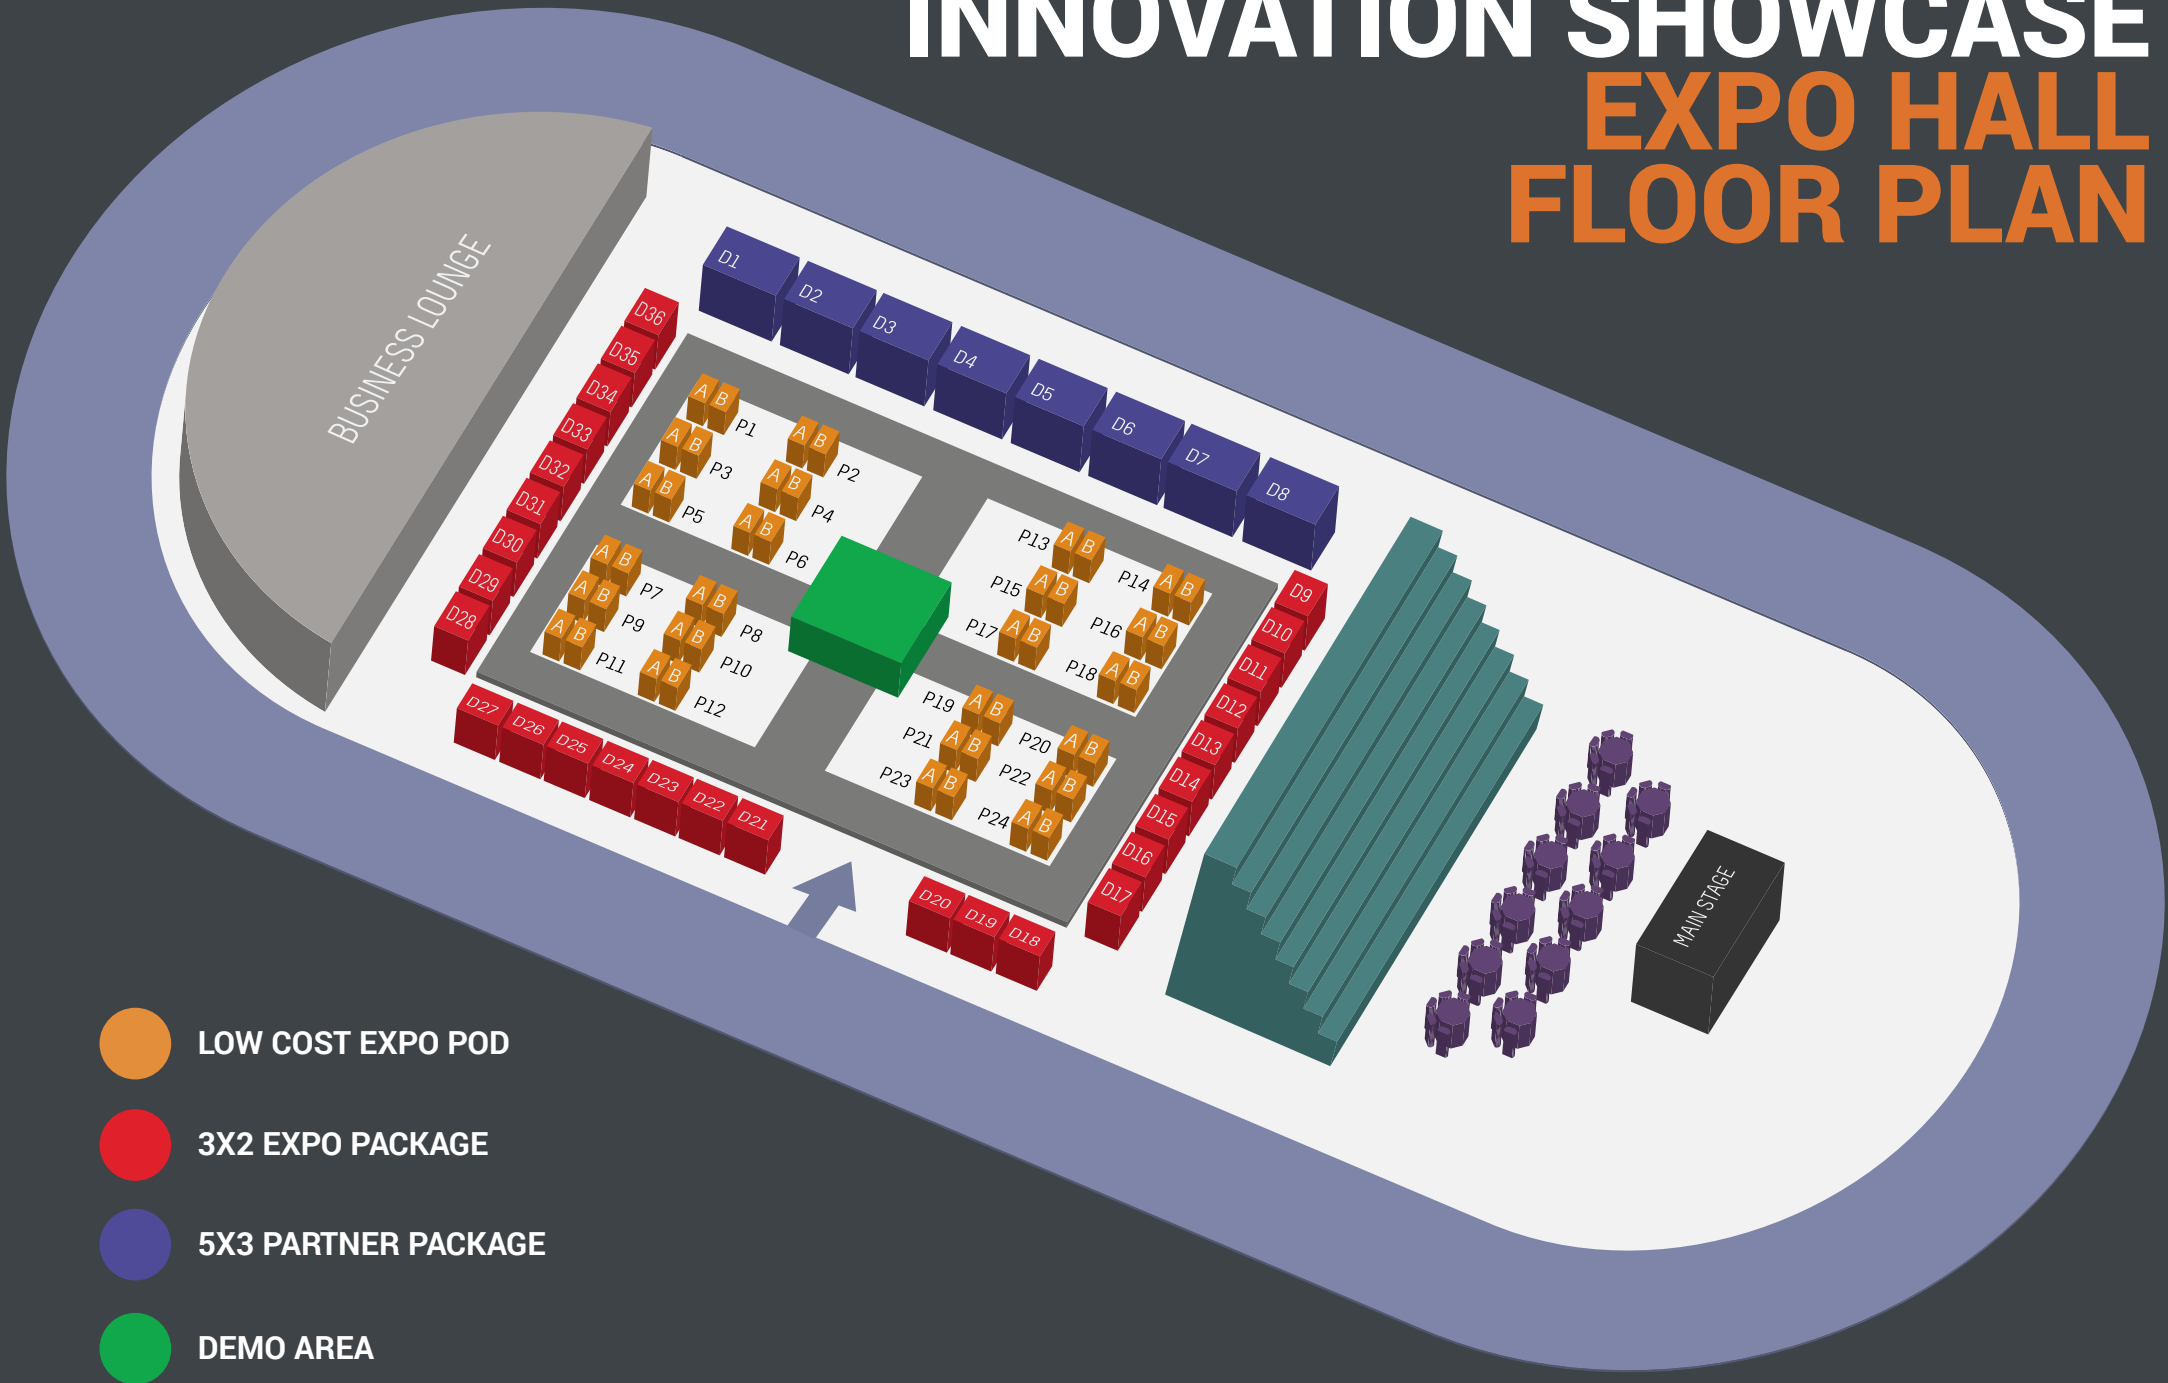 INNOVATION SHOWCASE
EXPO HALL
FLOOR PLAN
BUSINESS LOUNGE
D1
D2
D3
D4
D5
D6
D7
D8
D36
D35
D34
D33
D32
D31
D30
D29
D28
A B P1
A B P2
A B P3
A B P4
A B P5
A B P6
A B P7
A B P8
A B P9
A B P10
A B P11
A B P12
P13 A B
P14 A B
P15 A B
P16 A B
P17 A B
P18 A B
P19 A B
P20 A B
P21 A B
P22 A B
P23 A B
P24 A B
D9
D10
D11
D12
D13
D14
D15
D16
D17
D27
D26
D25
D24
D23
D22
D21
D20
D19
D18
MAIN STAGE
LOW COST EXPO POD
3X2 EXPO PACKAGE
5X3 PARTNER PACKAGE
DEMO AREA